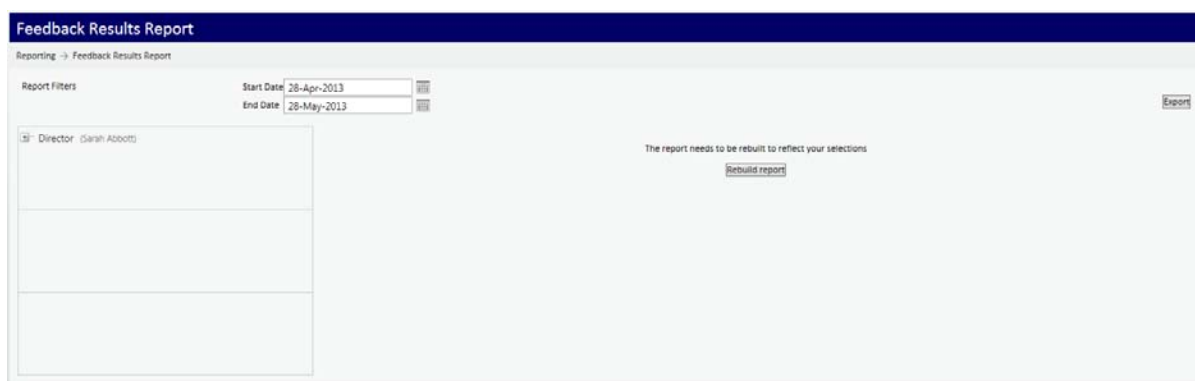 Feedback Results Report
Reporting → Feedback Results Report
Report Filters
Start Date 28-Apr-2013
End Date 28-May-2013
Export
Director (Sarah Abbott)
The report needs to be rebuilt to reflect your selections
Rebuild report